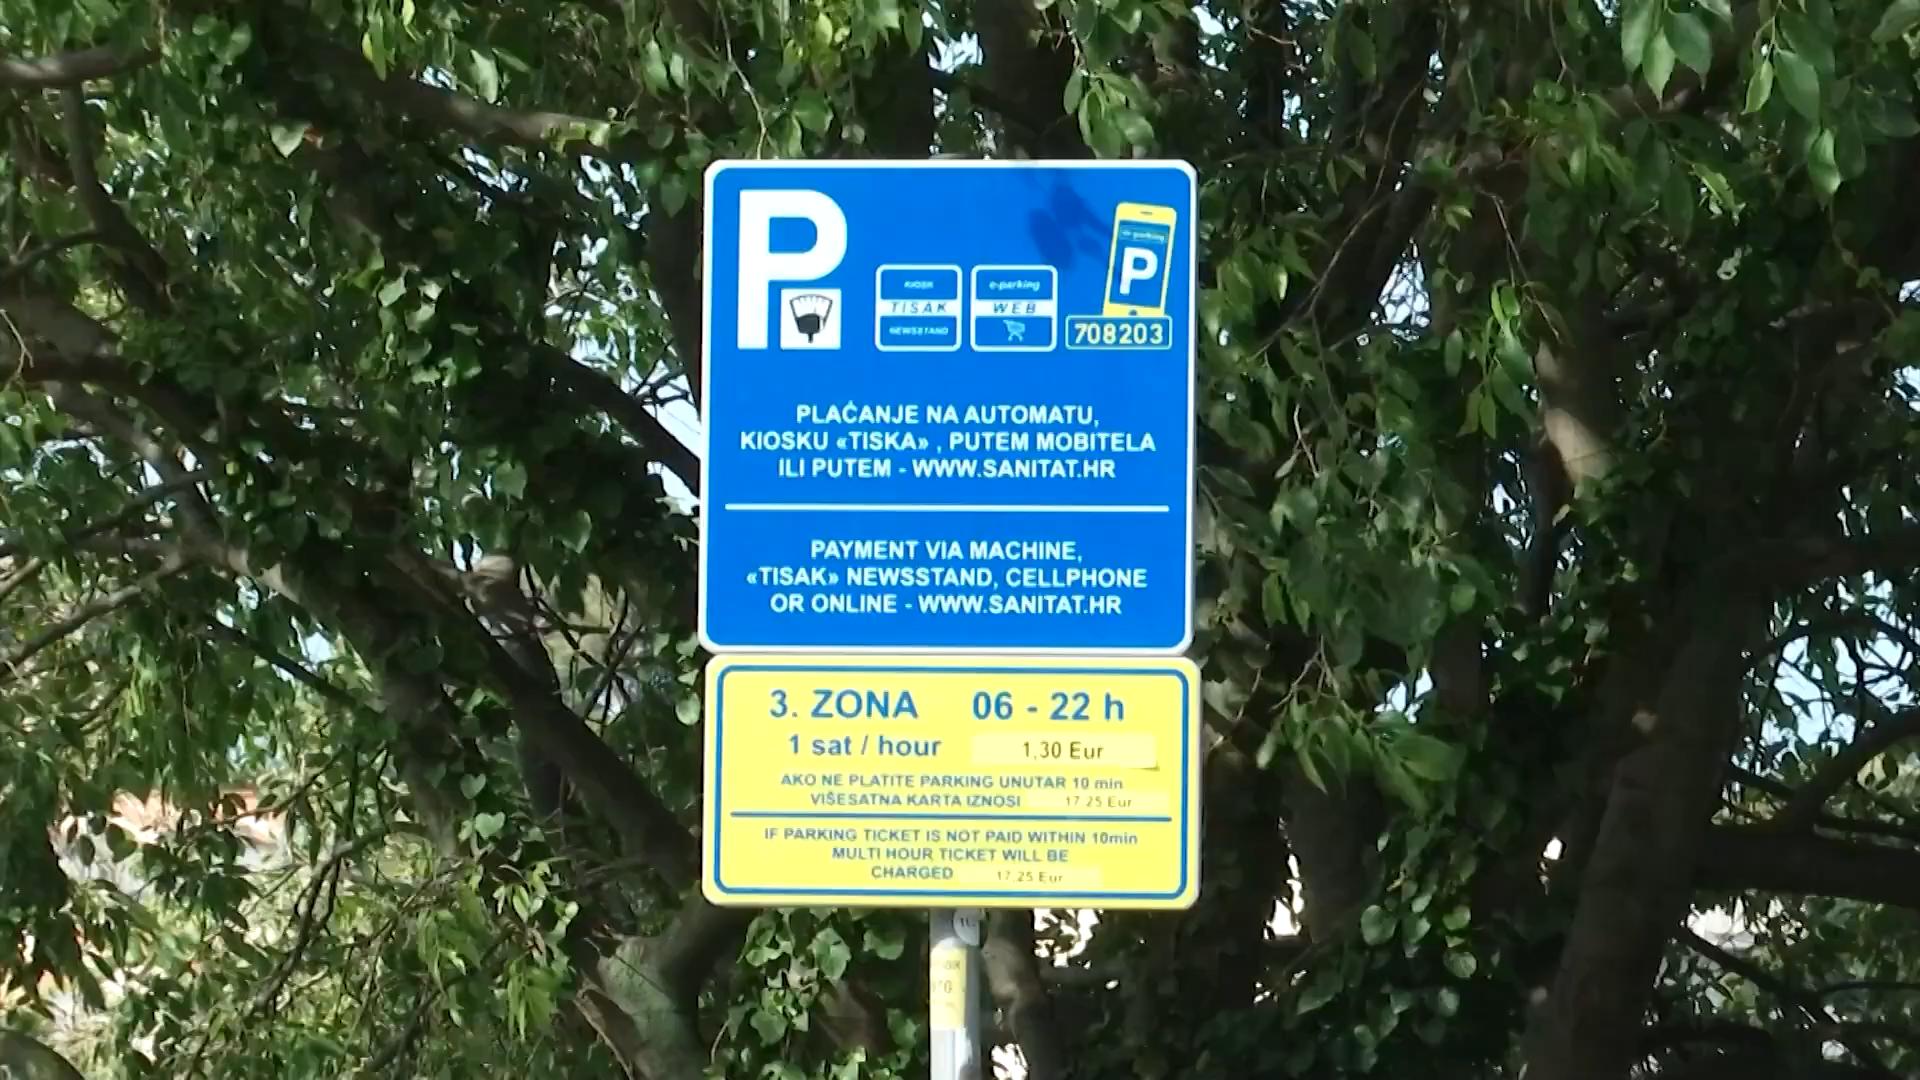 P
e-parking
P
KIOSK
TISAK
NEWSSTAND
e-parking
WEB
708203
PLAĆANJE NA AUTOMATU,
KIOSKU «TISKA» , PUTEM MOBITELA
ILI PUTEM - WWW.SANITAT.HR
PAYMENT VIA MACHINE,
«TISAK» NEWSSTAND, CELLPHONE
OR ONLINE - WWW.SANITAT.HR
3. ZONA 06 - 22 h
1 sat / hour 1,30 Eur
AKO NE PLATITE PARKING UNUTAR 10 min
VIŠESATNA KARTA IZNOSI 17,25 Eur
IF PARKING TICKET IS NOT PAID WITHIN 10min
MULTI HOUR TICKET WILL BE
CHARGED 17,25 Eur